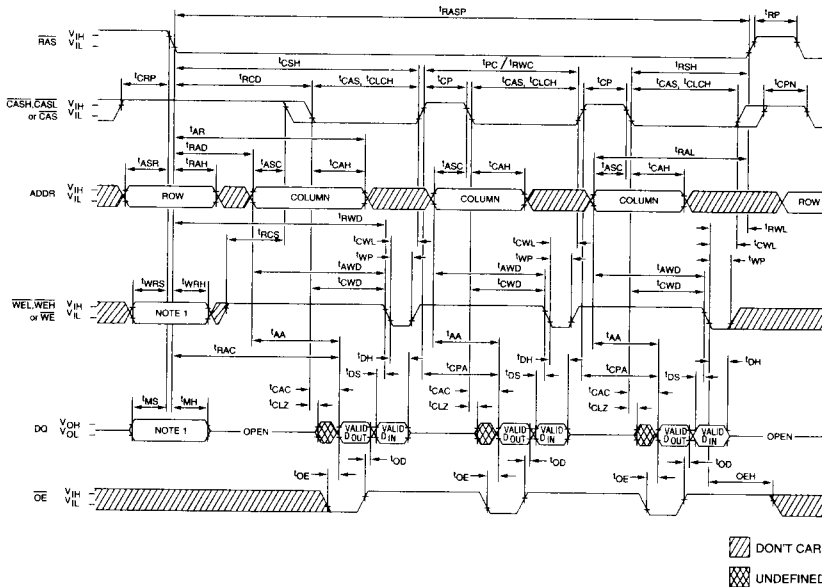 tRASP
tRP
RAS VIH
VIL
tCSH
tPC / tRWC
tRSH
tCRP
tRCD
tCAS, tCLCH
tCP
tCAS, tCLCH
tCP
tCAS, tCLCH
tCPN
CASH, CASL VIH
or CAS VIL
tAR
tRAD
tRAL
tASR
tRAH
tASC
tCAH
tASC
tCAH
tASC
tCAH
ADDR VIH
VIL
ROW
COLUMN
COLUMN
COLUMN
ROW
tRWD
tRWL
tRCS
tCWL
tCWL
tCWL
tWP
tWP
tWP
tAWD
tAWD
tAWD
tWRS
tWRH
tCWD
tCWD
tCWD
WEL, WEH VIH
or WE VIL
NOTE 1
tAA
tAA
tAA
tRAC
tDH
tDH
tDH
tCPA
tCPA
tDS
tDS
tDS
tCAC
tCAC
tCAC
tMS
tMH
tCLZ
tCLZ
tCLZ
DQ VOH
VOL
NOTE 1
OPEN
VALID DOUT
VALID DIN
VALID DOUT
VALID DIN
VALID DOUT
VALID DIN
OPEN
tOD
tOD
tOD
tOE
tOE
tOE
OEH
OE VIH
VIL
DON'T CAR
UNDEFINED